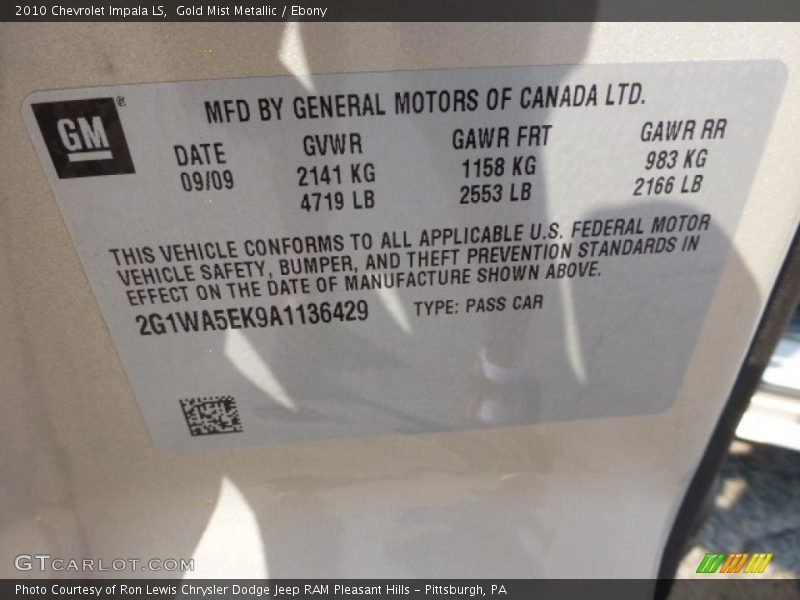 2010 Chevrolet Impala LS,  Gold Mist Metallic / Ebony
GM®
MFD BY GENERAL MOTORS OF CANADA LTD.
DATE GVWR GAWR FRT GAWR RR
09/09 2141 KG 1158 KG 983 KG
4719 LB 2553 LB 2166 LB
THIS VEHICLE CONFORMS TO ALL APPLICABLE U.S. FEDERAL MOTOR
VEHICLE SAFETY, BUMPER, AND THEFT PREVENTION STANDARDS IN
EFFECT ON THE DATE OF MANUFACTURE SHOWN ABOVE.
2G1WA5EK9A1136429 TYPE: PASS CAR
GTCARLOT.COM
Photo Courtesy of Ron Lewis Chrysler Dodge Jeep RAM Pleasant Hills - Pittsburgh, PA